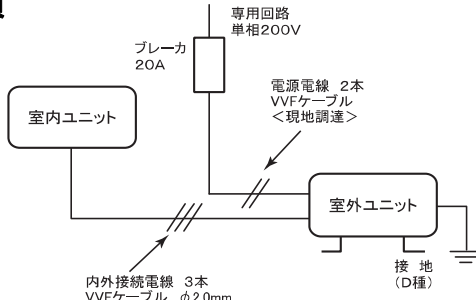 専用回路
単相200V
ブレーカ
20A
電源電線 2本
VVFケーブル
＜現地調達＞
室内ユニット
室外ユニット
接 地
（D種）
内外接続電線 3本
VVFケーブル φ2.0mm